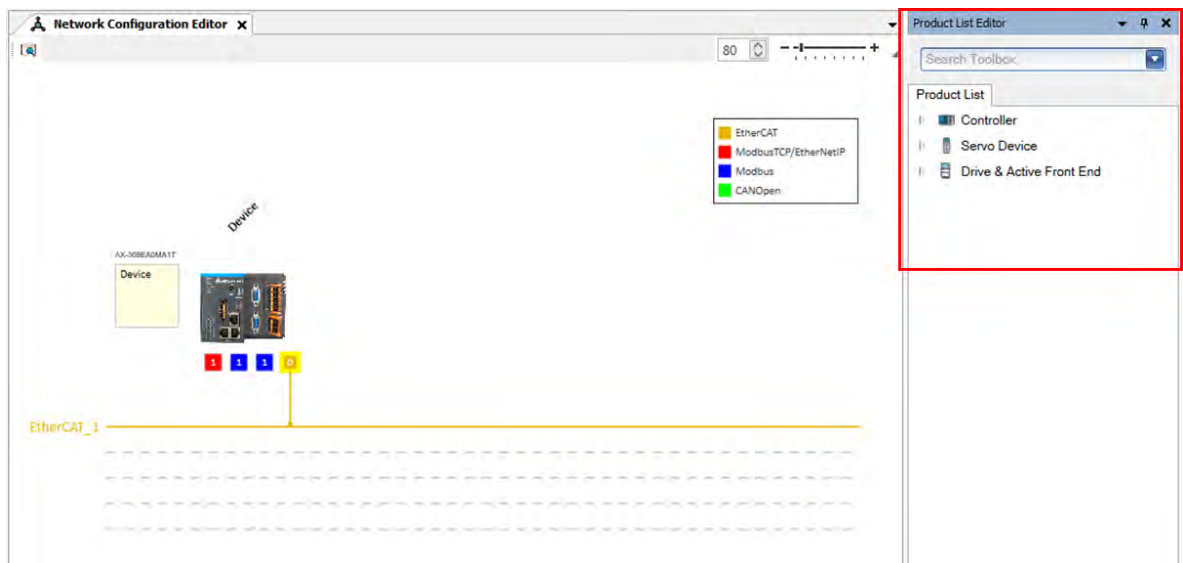 Network Configuration Editor
80
EtherCAT
ModbusTCP/EtherNetIP
Modbus
CANOpen
Device
AX-308EA0MA1T
Device
1 1 1 0
EtherCAT_1
Product List Editor
Search Toolbox
Product List
Controller
Servo Device
Drive & Active Front End